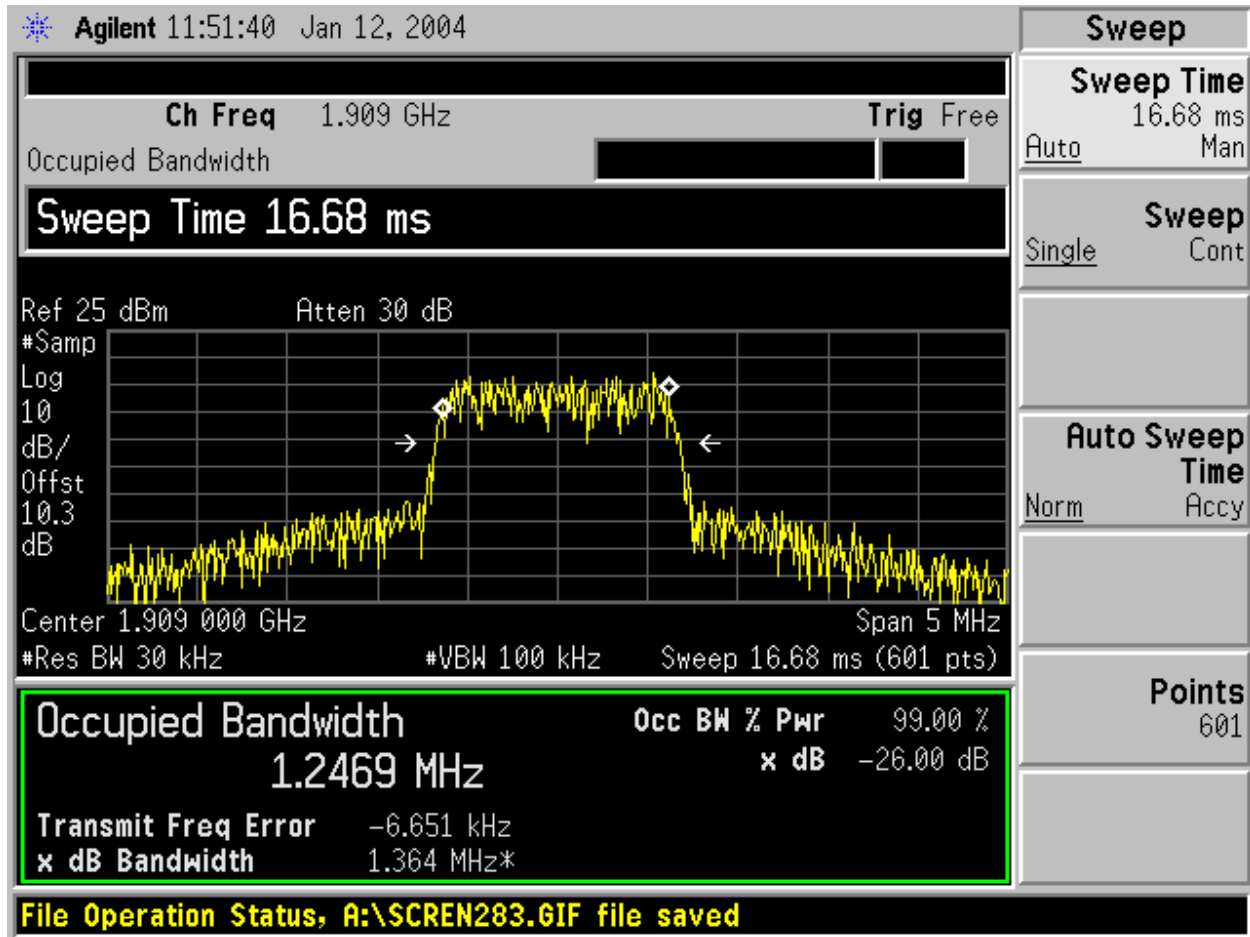 Agilent 11:51:40 Jan 12, 2004
Ch Freq 1.909 GHz Trig Free
Occupied Bandwidth
Sweep Time 16.68 ms
Ref 25 dBm Atten 30 dB
#Samp
Log
10
dB/
Offst
10.3
dB
Center 1.909 000 GHz Span 5 MHz
#Res BW 30 kHz #VBW 100 kHz Sweep 16.68 ms (601 pts)
Occupied Bandwidth Occ BW % Pwr 99.00 %
1.2469 MHz x dB -26.00 dB
Transmit Freq Error -6.651 kHz
x dB Bandwidth 1.364 MHz*
File Operation Status, A:\SCREN283.GIF file saved
Sweep
Sweep Time
16.68 ms
Auto Man
Sweep
Single Cont
Auto Sweep
Time
Norm Accy
Points
601